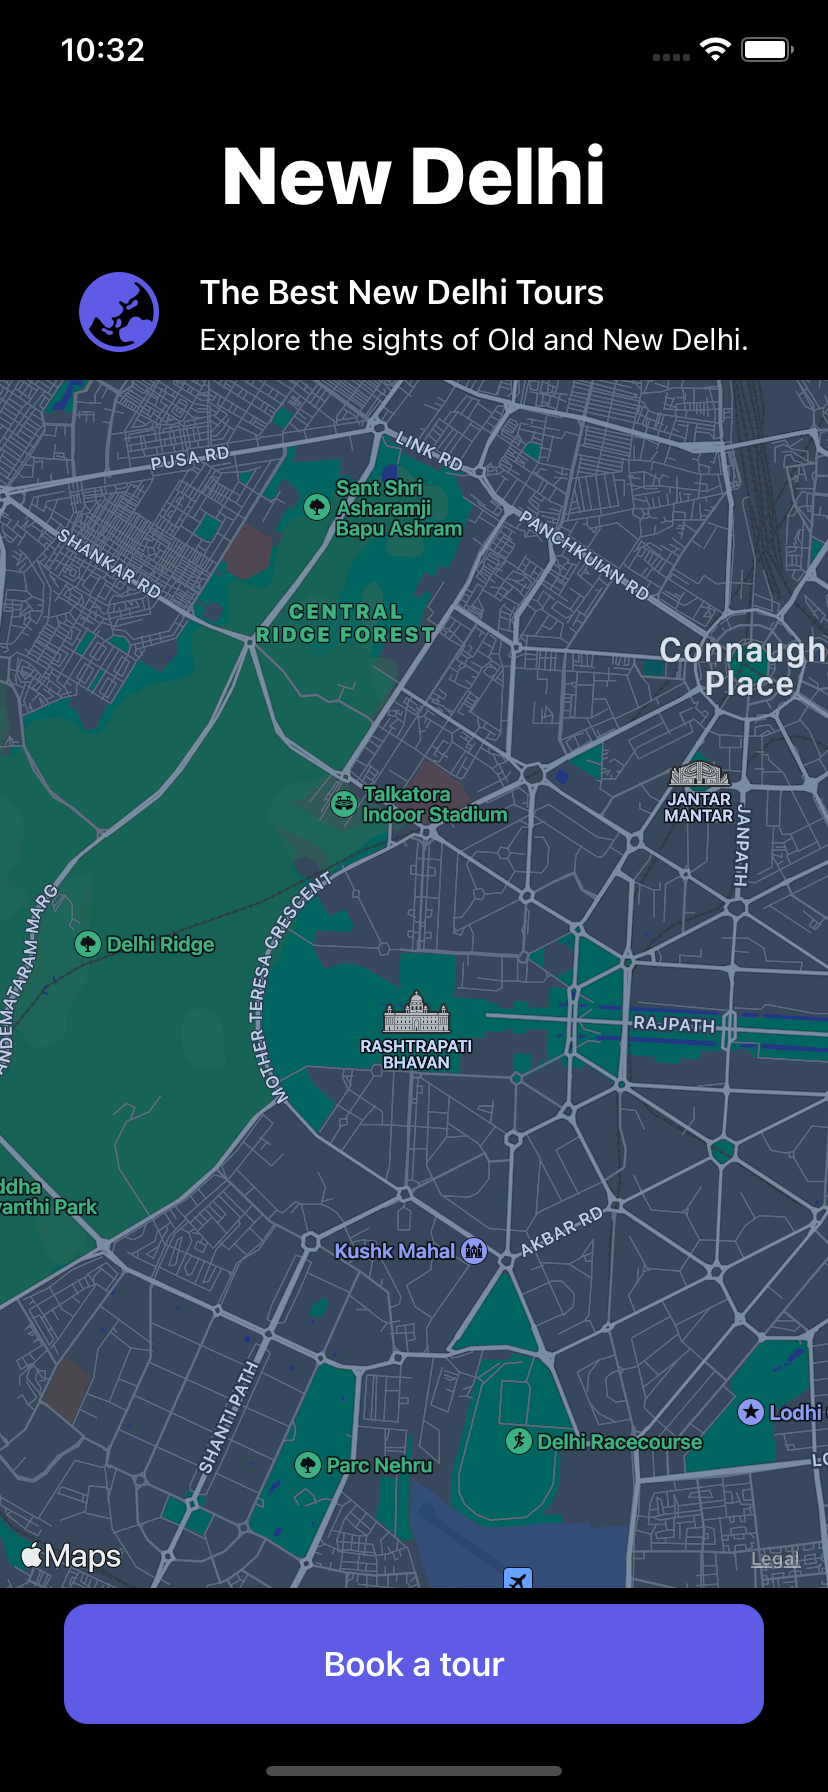 10:32
New Delhi
The Best New Delhi Tours
Explore the sights of Old and New Delhi.
PUSA RD
LINK RD
Sant Shri
Asharamji
Bapu Ashram
SHANKAR RD
PANCHKUIAN RD
CENTRAL
RIDGE FOREST
Connaugh
Place
JANTAR
MANTAR
JANPATH
Talkatora
Indoor Stadium
MOTHER TERESA CRESCENT
ANDEMATARAM MARG
Delhi Ridge
RASHTRAPATI
BHAVAN
RAJPATH
ddha
vanthi Park
AKBAR RD
Kushk Mahal
SHANTI PATH
Lodhi
Delhi Racecourse
Parc Nehru
LO
Maps
Legal
Book a tour